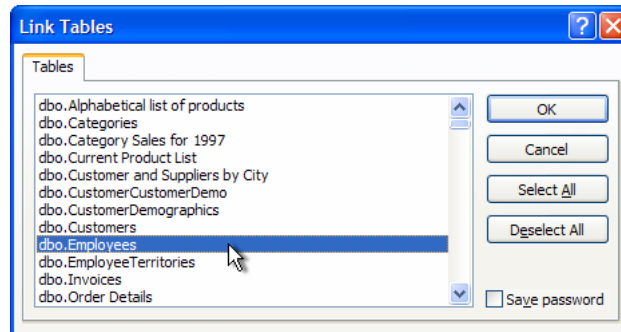 Link Tables
Tables
dbo.Alphabetical list of products
dbo.Categories
dbo.Category Sales for 1997
dbo.Current Product List
dbo.Customer and Suppliers by City
dbo.CustomerCustomerDemo
dbo.CustomerDemographics
dbo.Customers
dbo.Employees
dbo.EmployeeTerritories
dbo.Invoices
dbo.Order Details
OK
Cancel
Select All
Deselect All
Save password